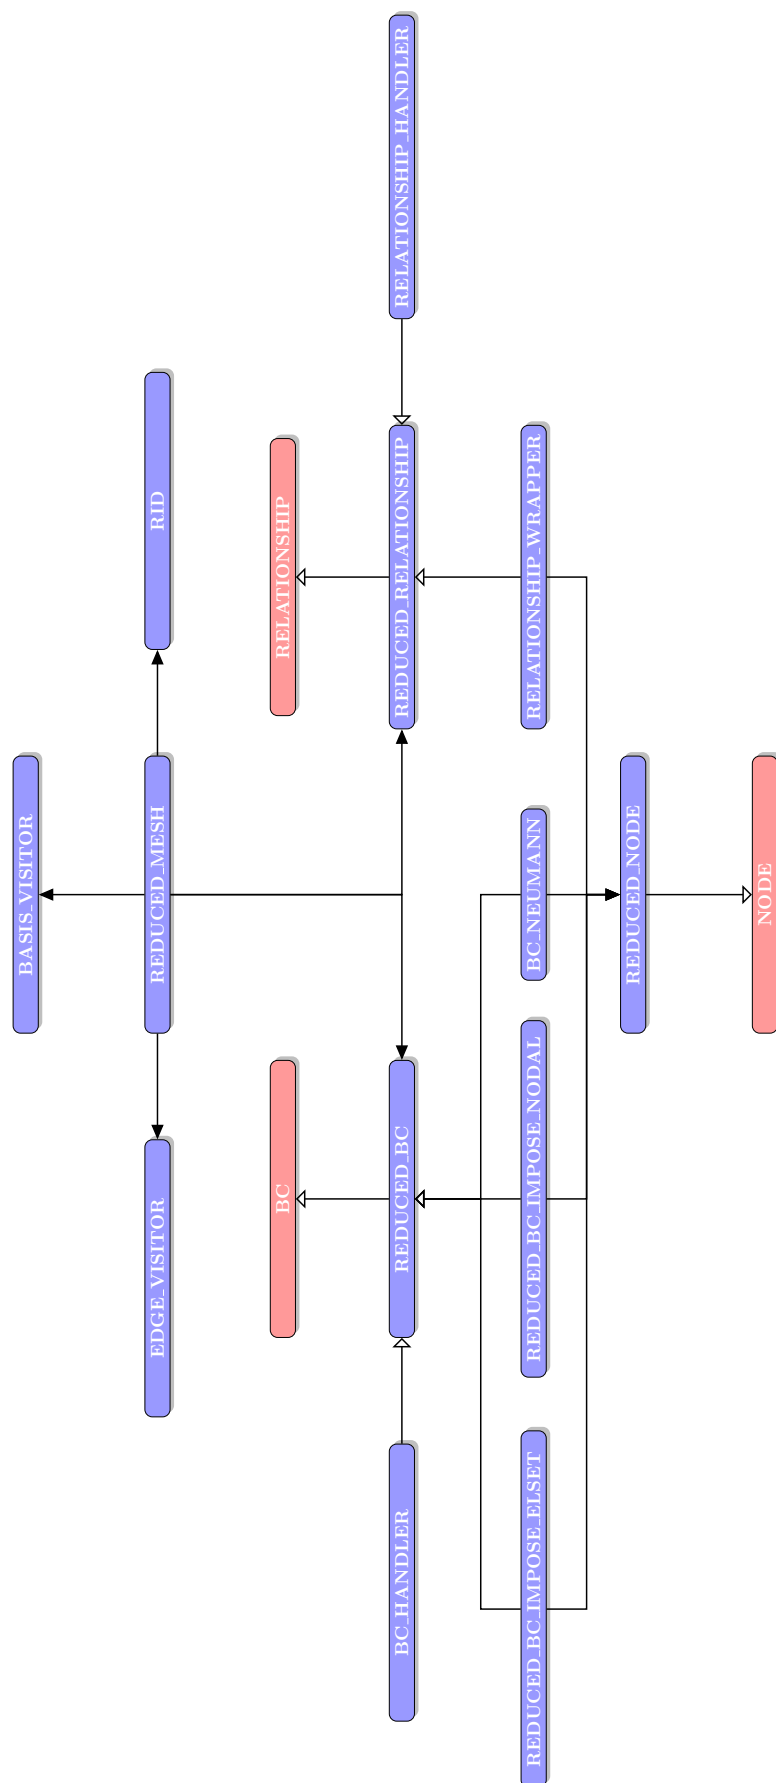 BASIS_VISITOR
EDGE_VISITOR
REDUCED_MESH
RID
BC
RELATIONSHIP
BC_HANDLER
REDUCED_BC
REDUCED_RELATIONSHIP
RELATIONSHIP_HANDLER
REDUCED_BC_IMPOSE_ELSET
REDUCED_BC_IMPOSE_NODAL
BC_NEUMANN
RELATIONSHIP_WRAPPER
REDUCED_NODE
NODE